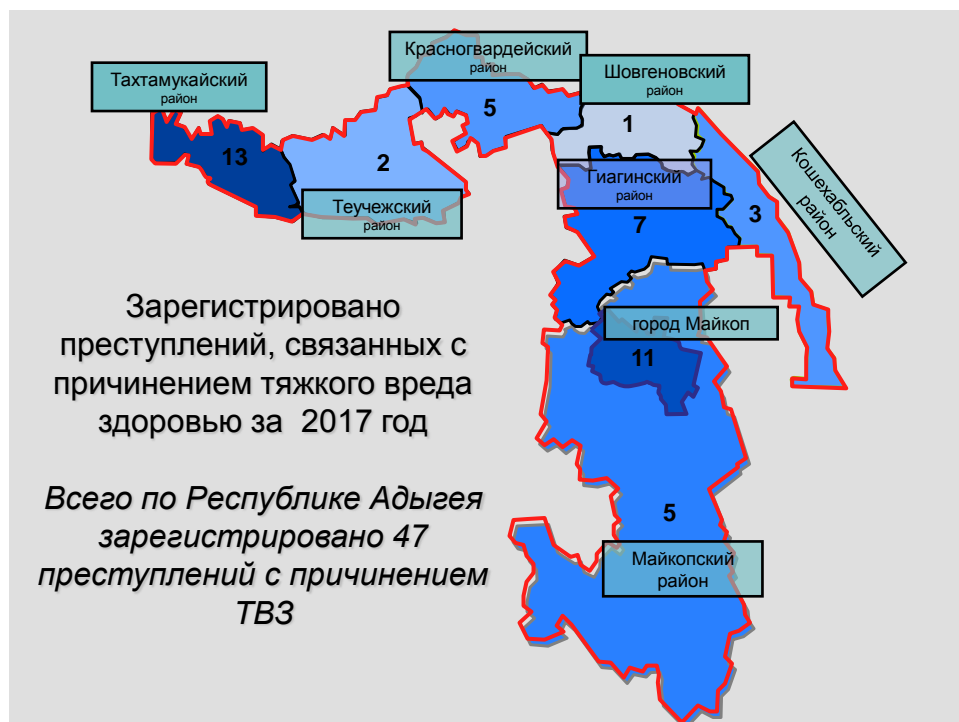 Красногвардейский
район
Шовгеновский
район
Тахтамукайский
район
5
1
13
2
Кошехабльский
район
Гиагинский
район
Теучежский
район
3
7
Зарегистрировано
преступлений, связанных с
причинением тяжкого вреда
здоровью за 2017 год
город Майкоп
11
Всего по Республике Адыгея
зарегистрировано 47
преступлений с причинением
ТВЗ
5
Майкопский
район